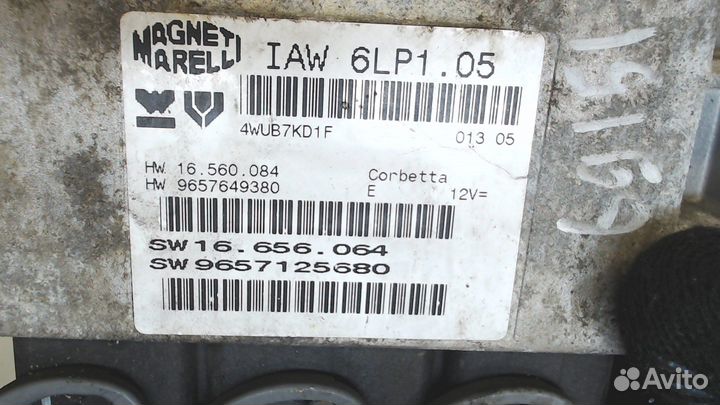 MAGNETI
MARELLI
IAW 6LP1.05
4WUB7KD1F 013 05
HW 16.560.084 Corbetta
HW 9657649380 E 12V=
SW 16.656.064
SW 9657125680
Avito